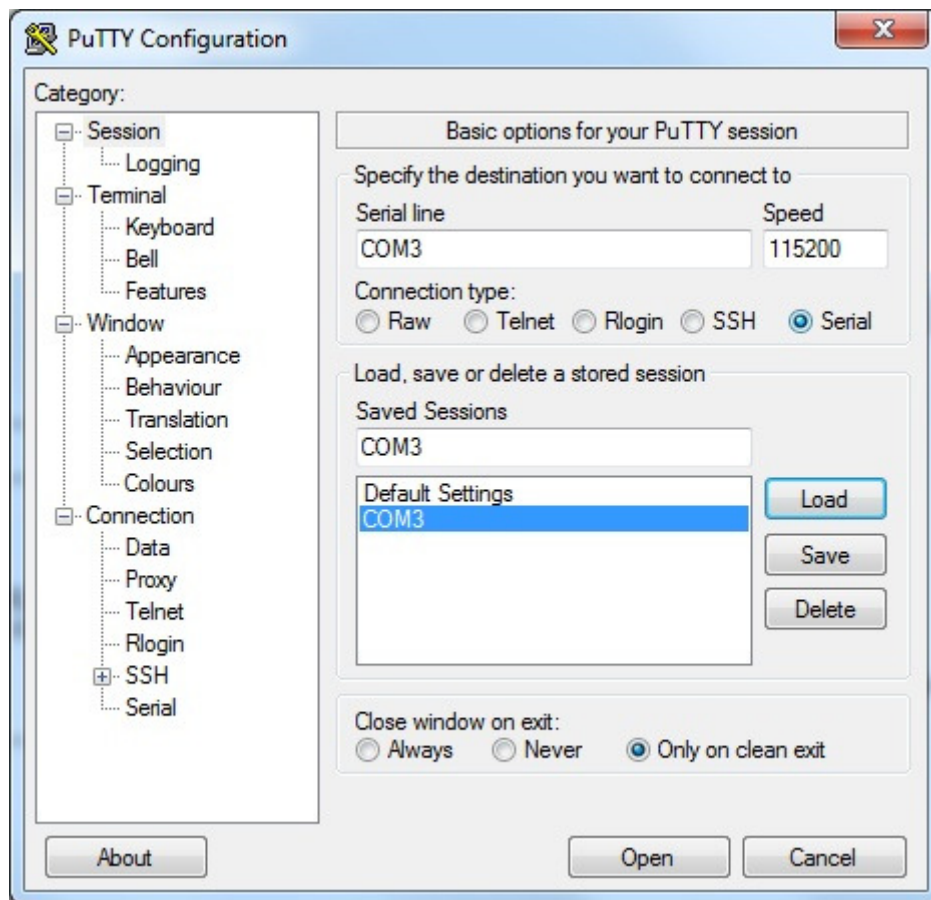 PuTTY Configuration
Category:
Session
Logging
Terminal
Keyboard
Bell
Features
Window
Appearance
Behaviour
Translation
Selection
Colours
Connection
Data
Proxy
Telnet
Rlogin
SSH
Serial
Basic options for your PuTTY session
Specify the destination you want to connect to
Serial line Speed
COM3 115200
Connection type:
Raw Telnet Rlogin SSH Serial
Load, save or delete a stored session
Saved Sessions
COM3
Default Settings
COM3
Load
Save
Delete
Close window on exit:
Always Never Only on clean exit
About Open Cancel